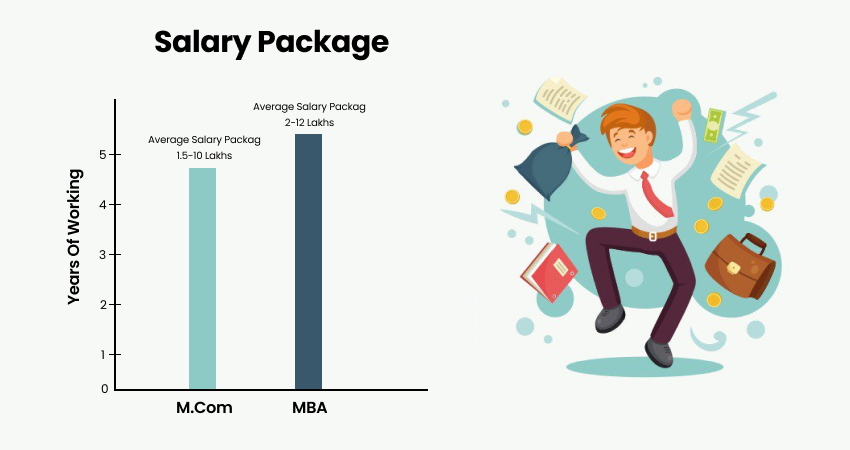 Salary Package
Average Salary Packag
2-12 Lakhs
Average Salary Packag
1.5-10 Lakhs
Years Of Working
5
4
3
2
1
0
M.Com
MBA